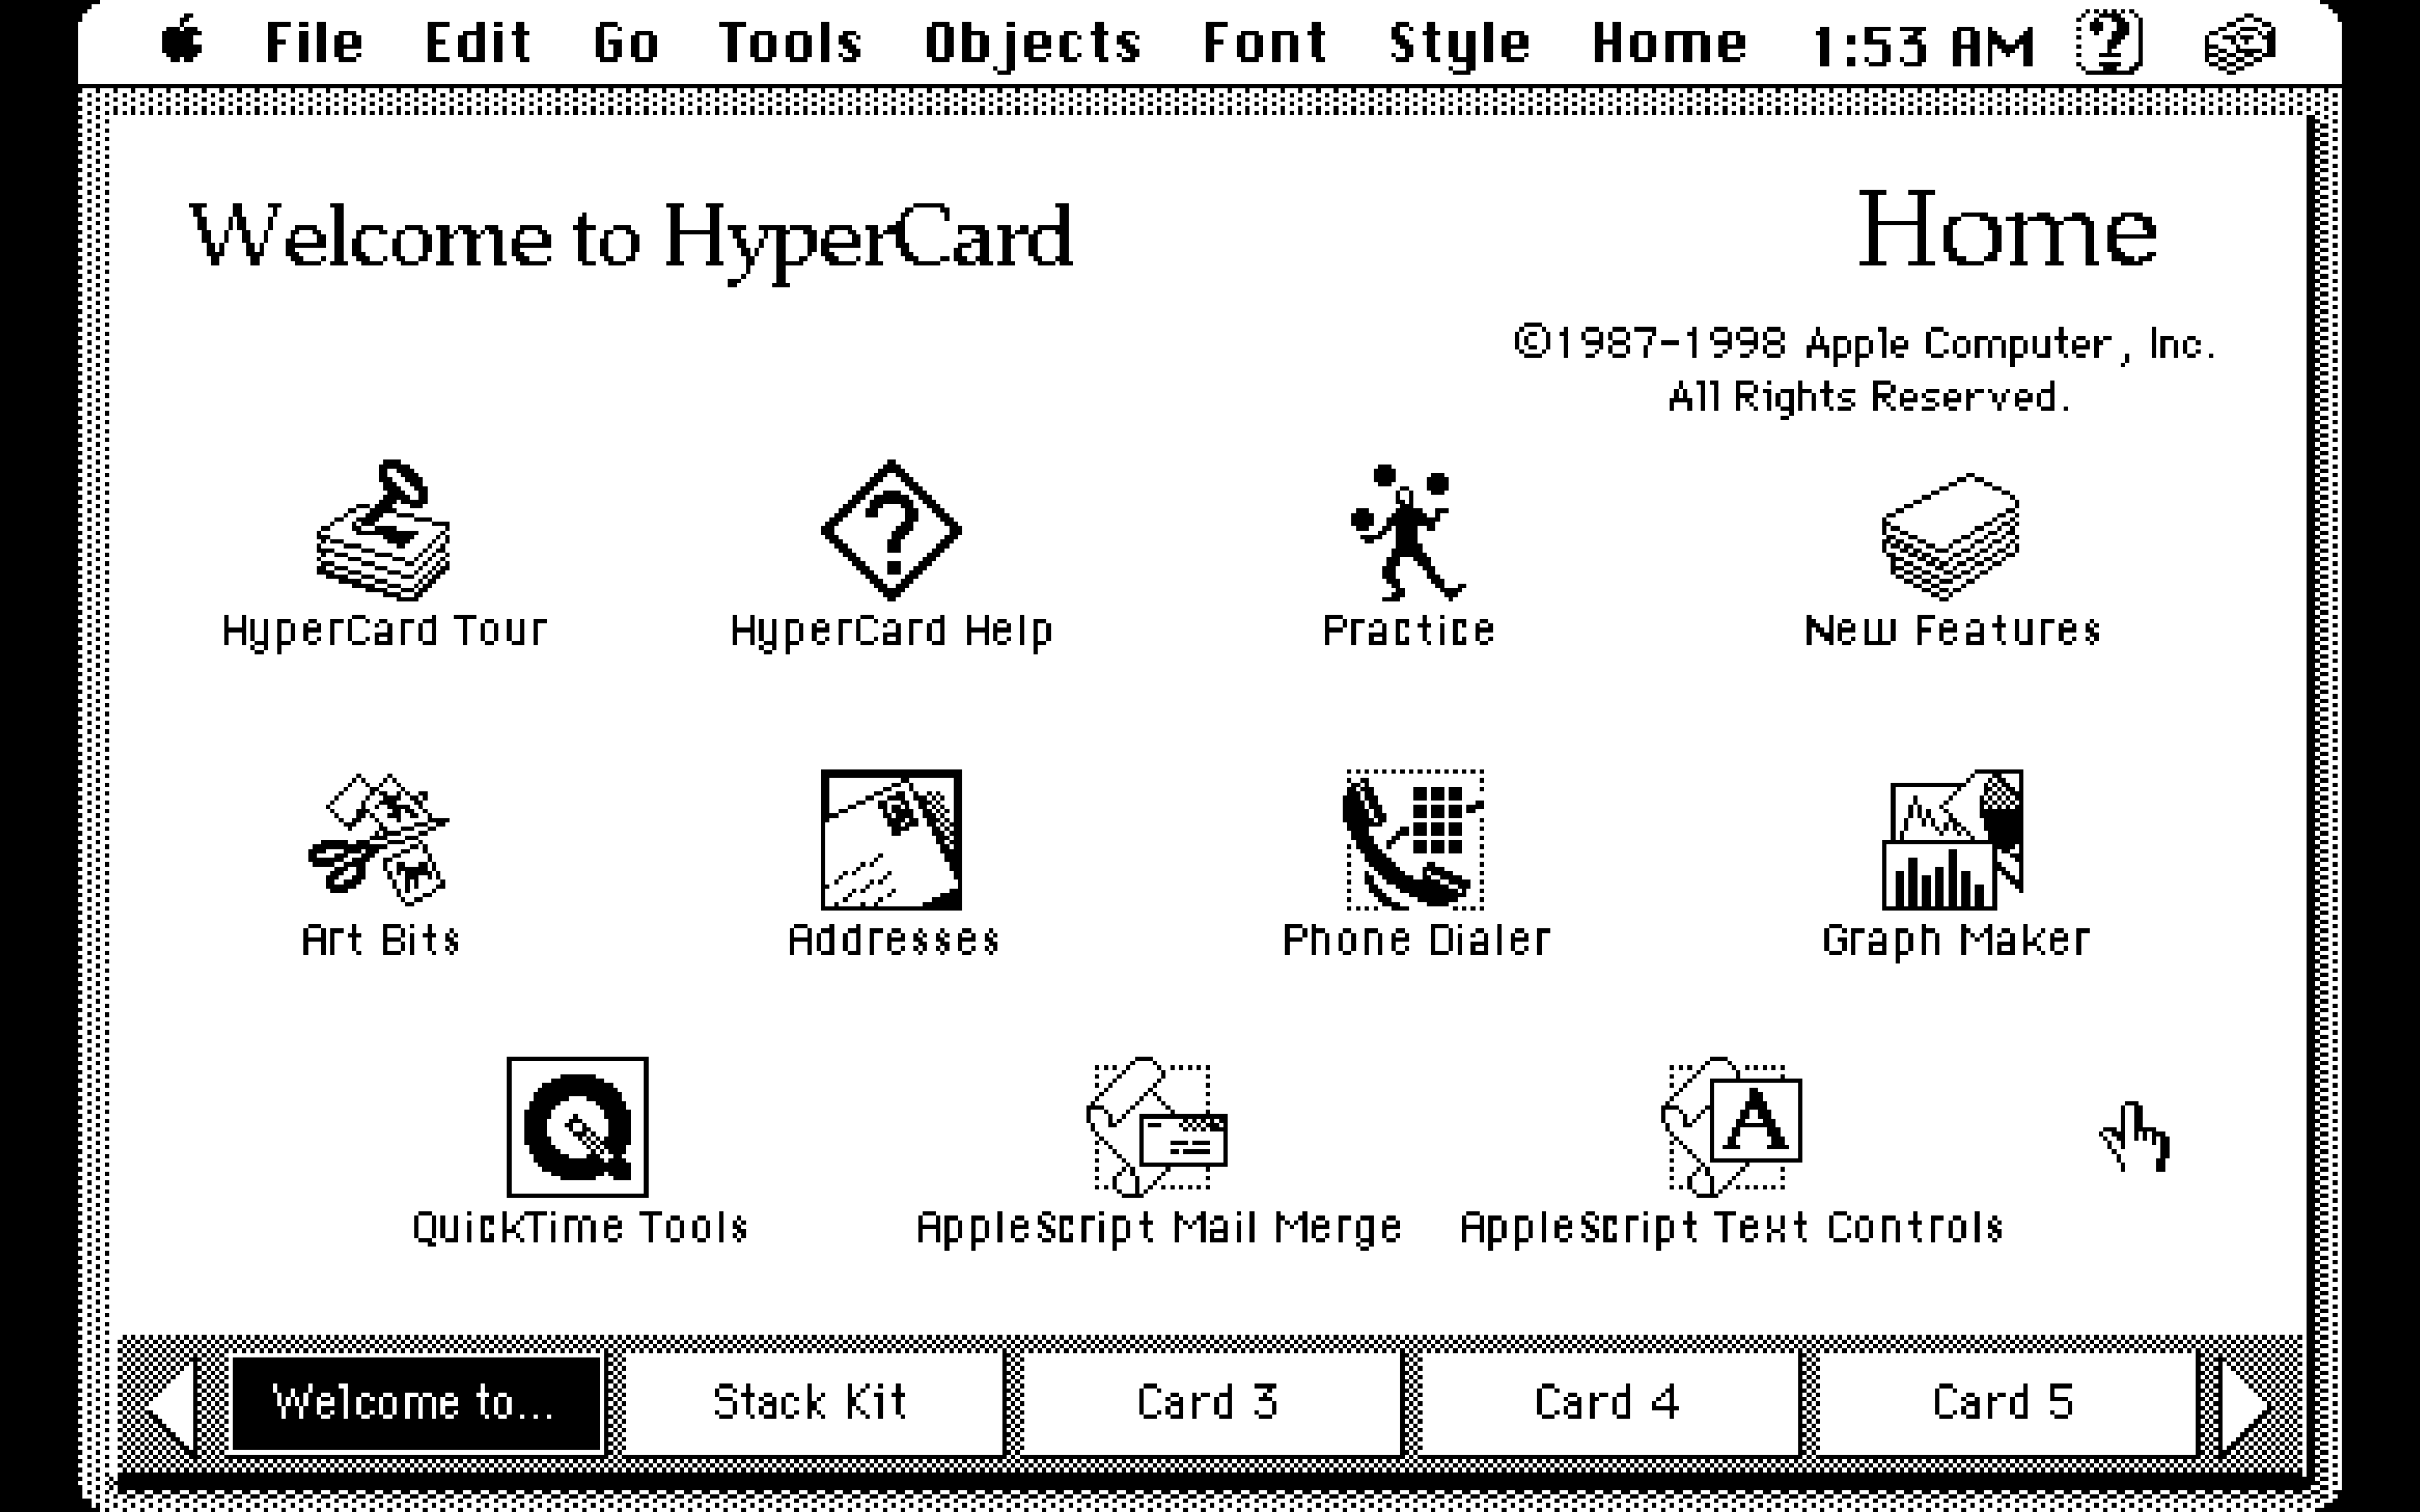 File Edit Go Tools Objects Font Style Home 1:53 AM
Welcome to HyperCard
Home
©1987-1998 Apple Computer, Inc.
All Rights Reserved.
HyperCard Tour
HyperCard Help
Practice
New Features
Art Bits
Addresses
Phone Dialer
Graph Maker
QuickTime Tools
AppleScript Mail Merge
AppleScript Text Controls
Welcome to...
Stack Kit
Card 3
Card 4
Card 5